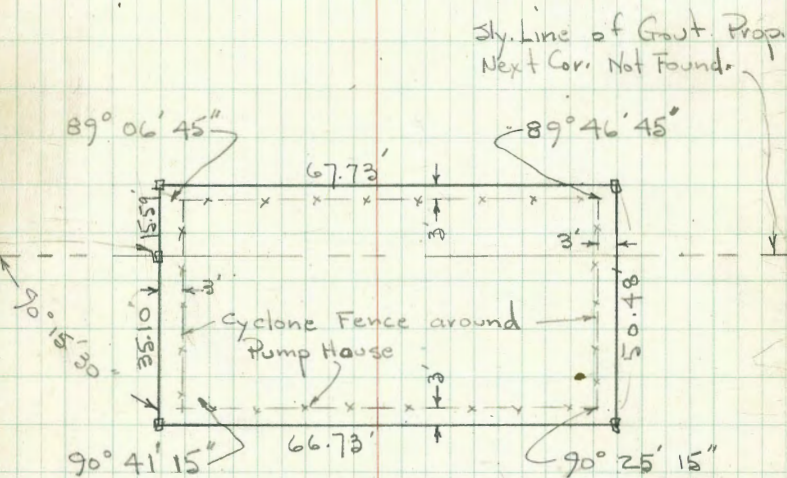 Sly. Line of Govt. Prop.
Next Cor. Not Found.
89° 06' 45"
89° 46' 45"
67.73'
15.59'
3'
3'
3'
90° 15' 30
35.10'
Cyclone Fence around
Pump House
50.48'
3'
66.73'
90° 41' 15"
90° 25' 15"